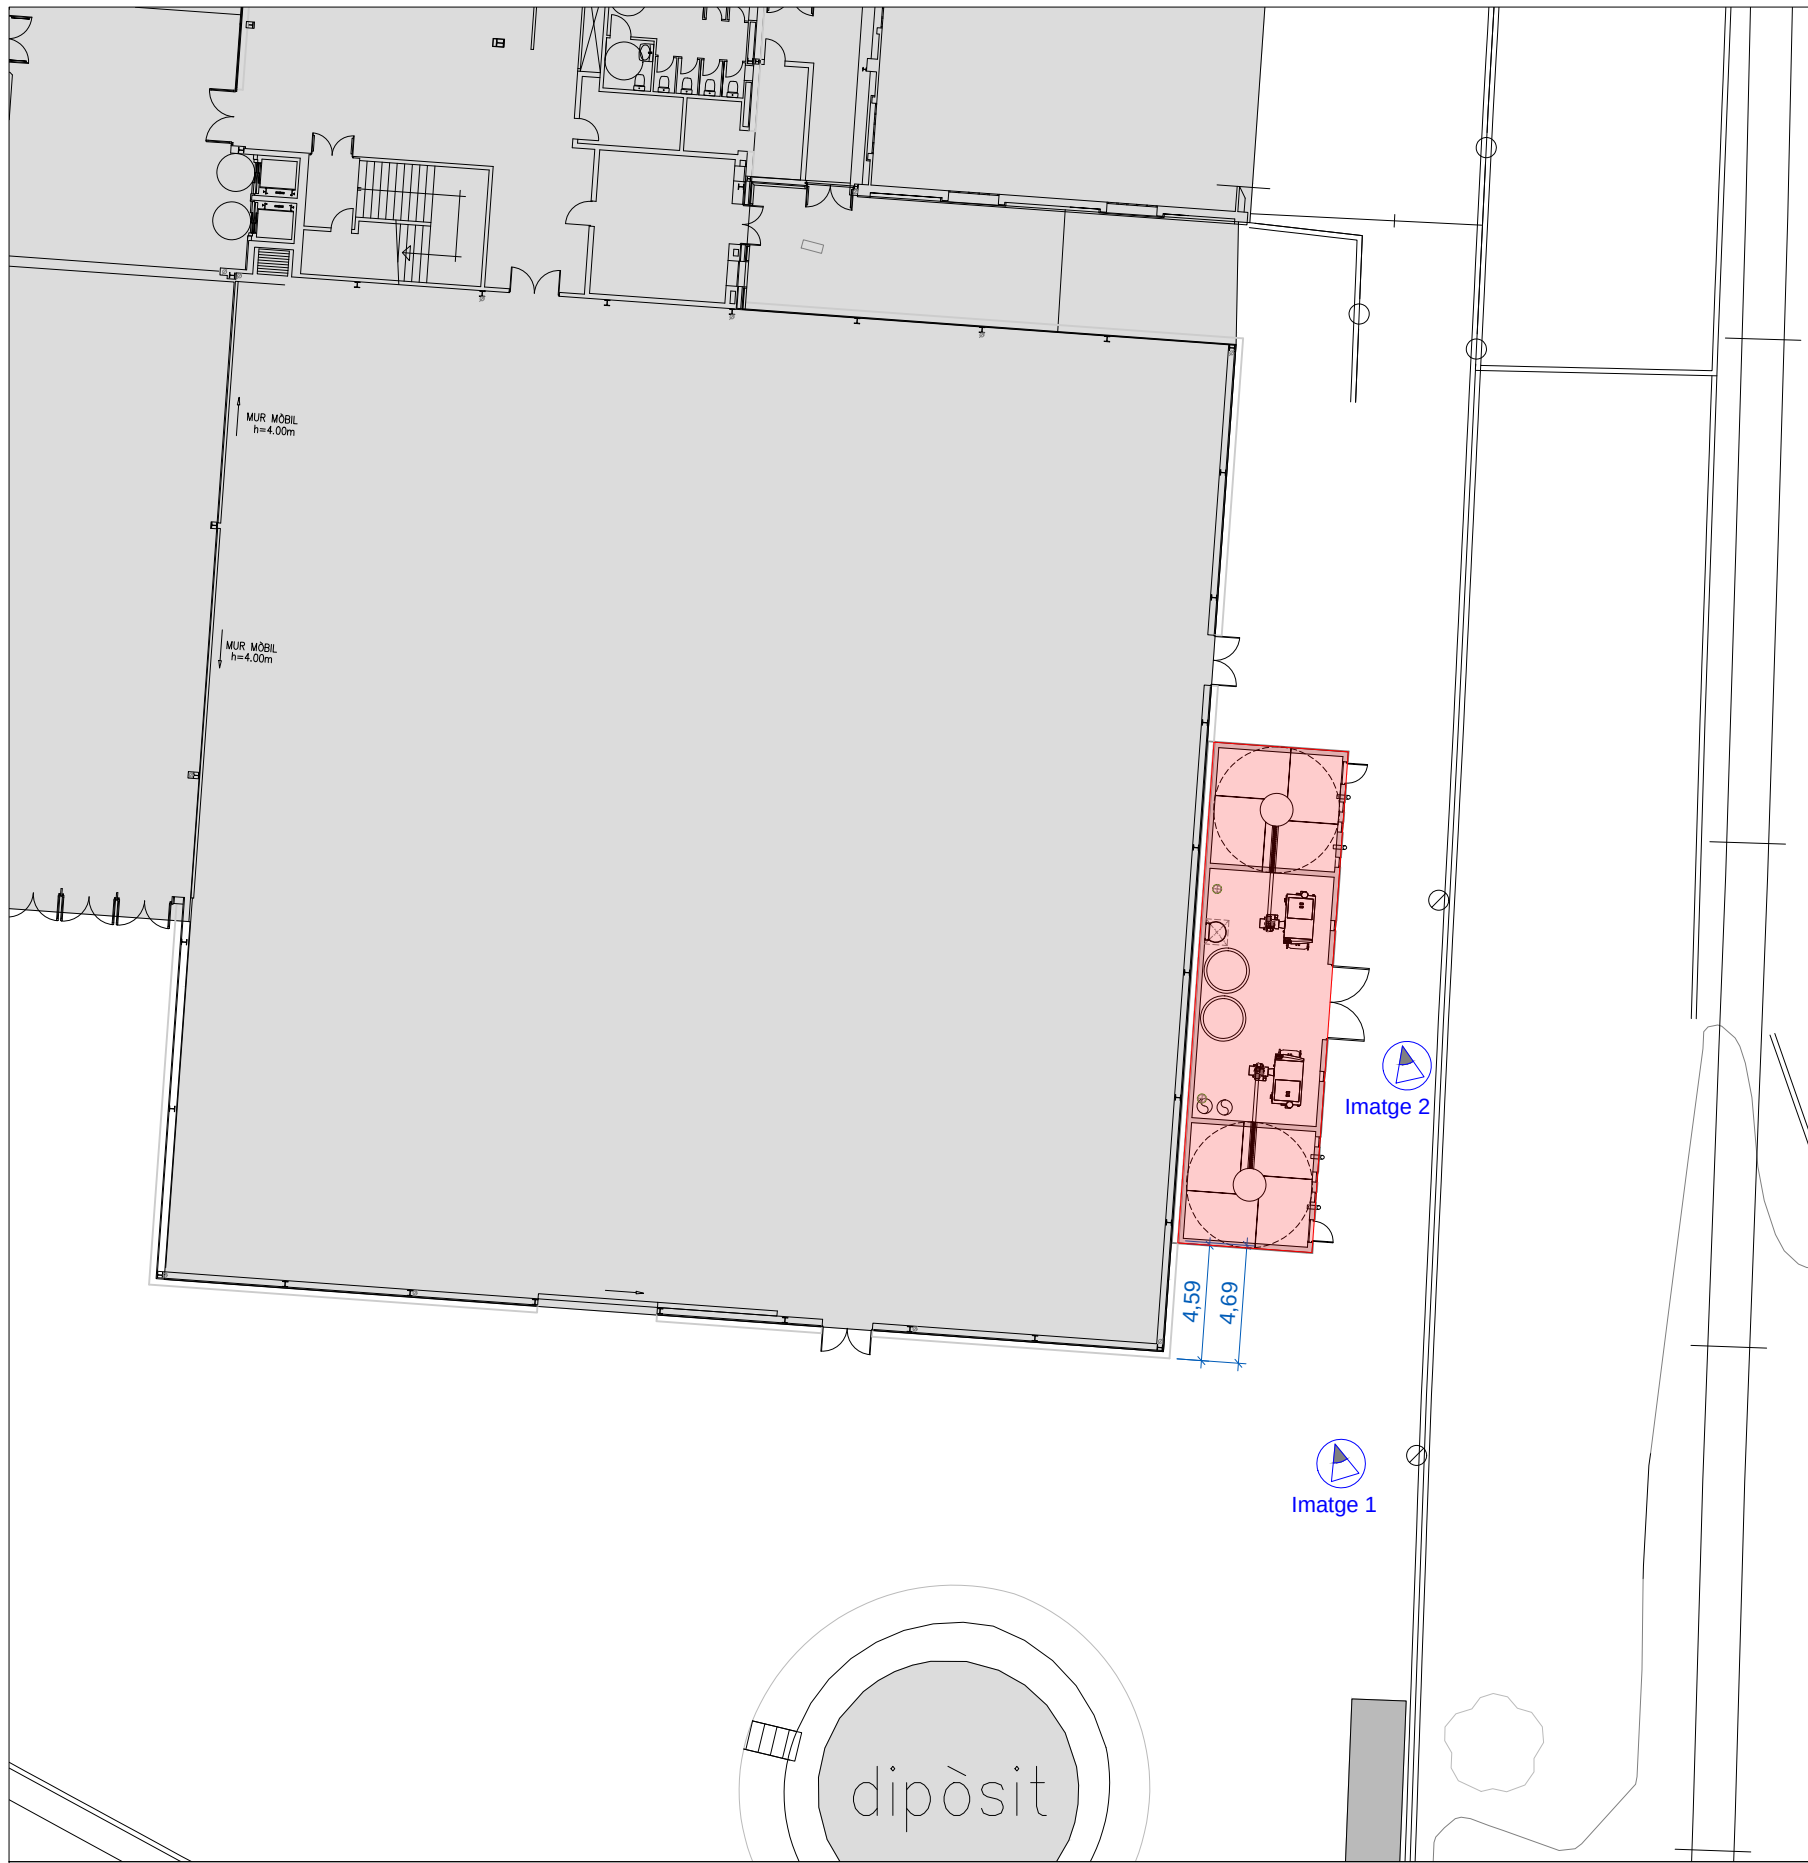 MUR MÒBIL
h=4.00m
MUR MÒBIL
h=4.00m
Imatge 2
4,59
4,69
Imatge 1
dipòsit